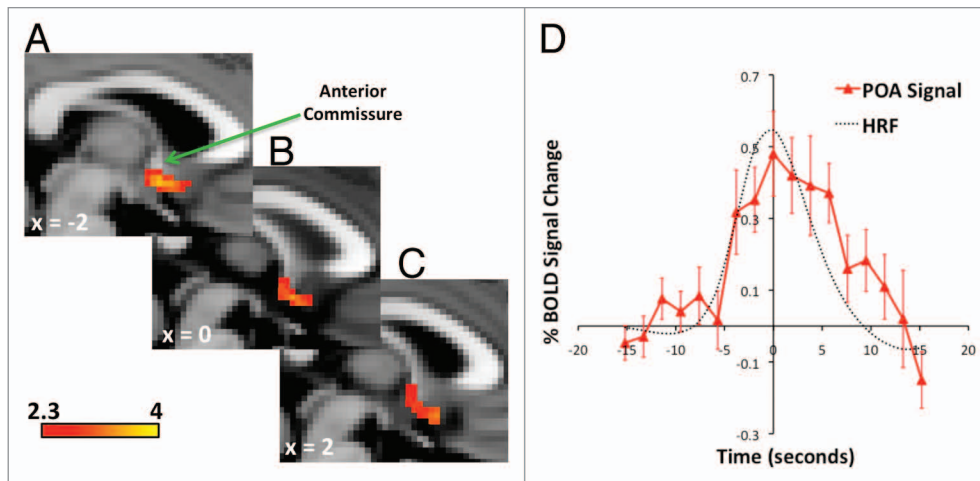 A
Anterior
Commissure
x = -2
B
x = 0
C
x = 2
2.3 4
D
% BOLD Signal Change
0.7
0.5
0.3
0.1
-0.1
-0.3
-20 -15 -10 -5 0 5 10 15 20
Time (seconds)
POA Signal
HRF